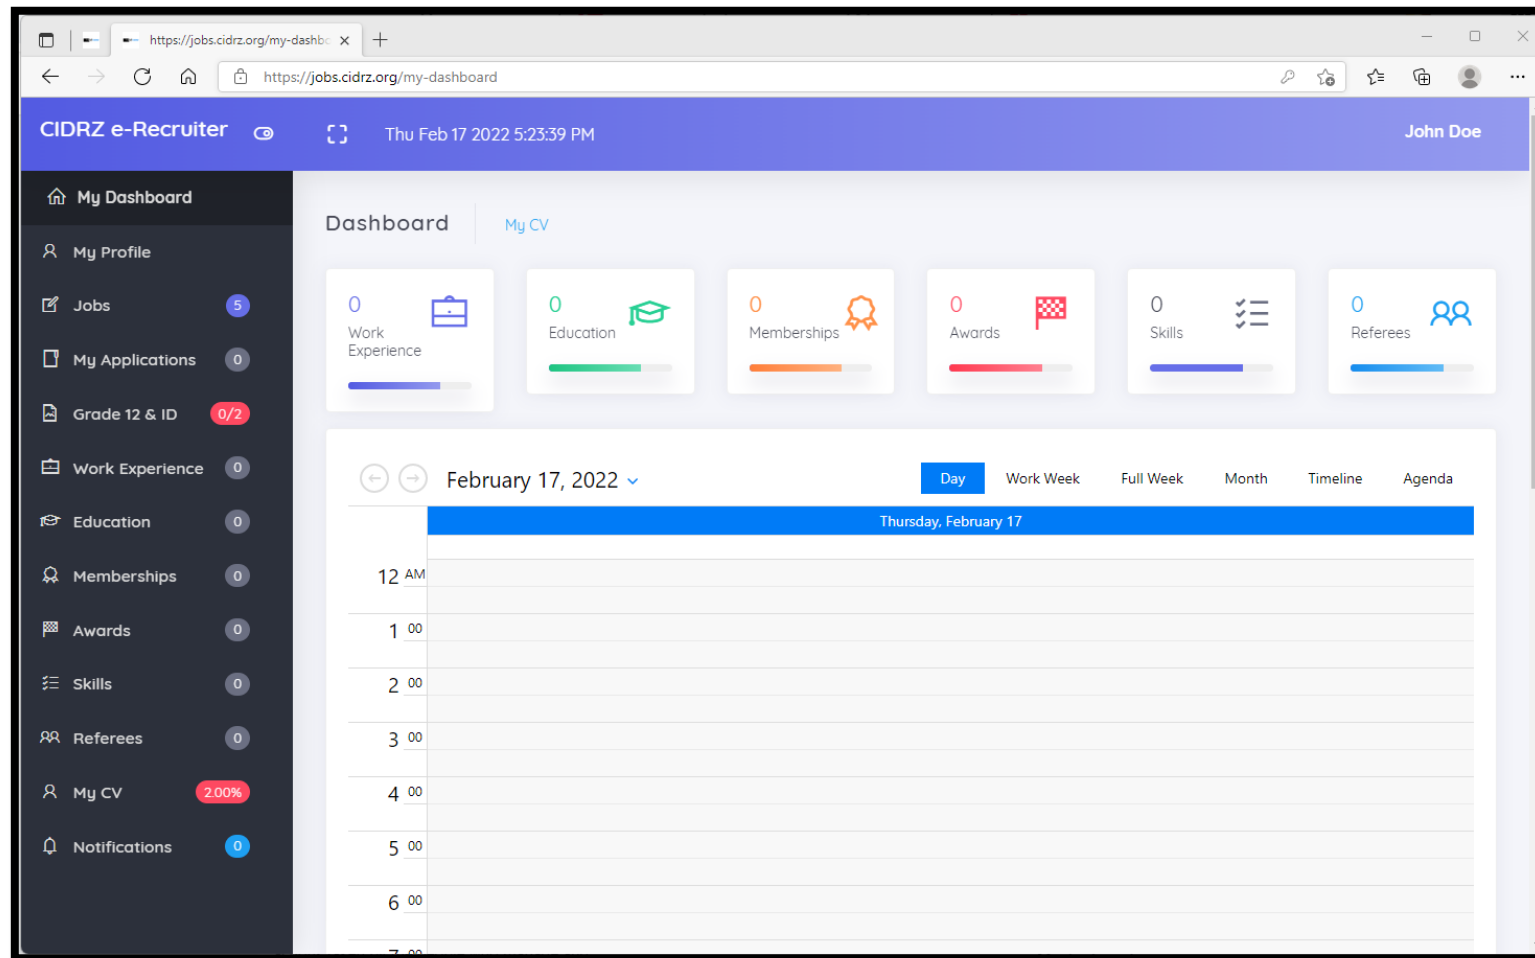 https://jobs.cidrz.org/my-dashbc
https://jobs.cidrz.org/my-dashboard
CIDRZ e-Recruiter
Thu Feb 17 2022 5:23:39 PM
John Doe
My Dashboard
My Profile
Jobs 5
My Applications 0
Grade 12 & ID 0/2
Work Experience 0
Education 0
Memberships 0
Awards 0
Skills 0
Referees 0
My CV 2.00%
Notifications 0
Dashboard
My CV
0
Work
Experience
0
Education
0
Memberships
0
Awards
0
Skills
0
Referees
February 17, 2022
Day Work Week Full Week Month Timeline Agenda
Thursday, February 17
12 AM
1 00
2 00
3 00
4 00
5 00
6 00
7 00